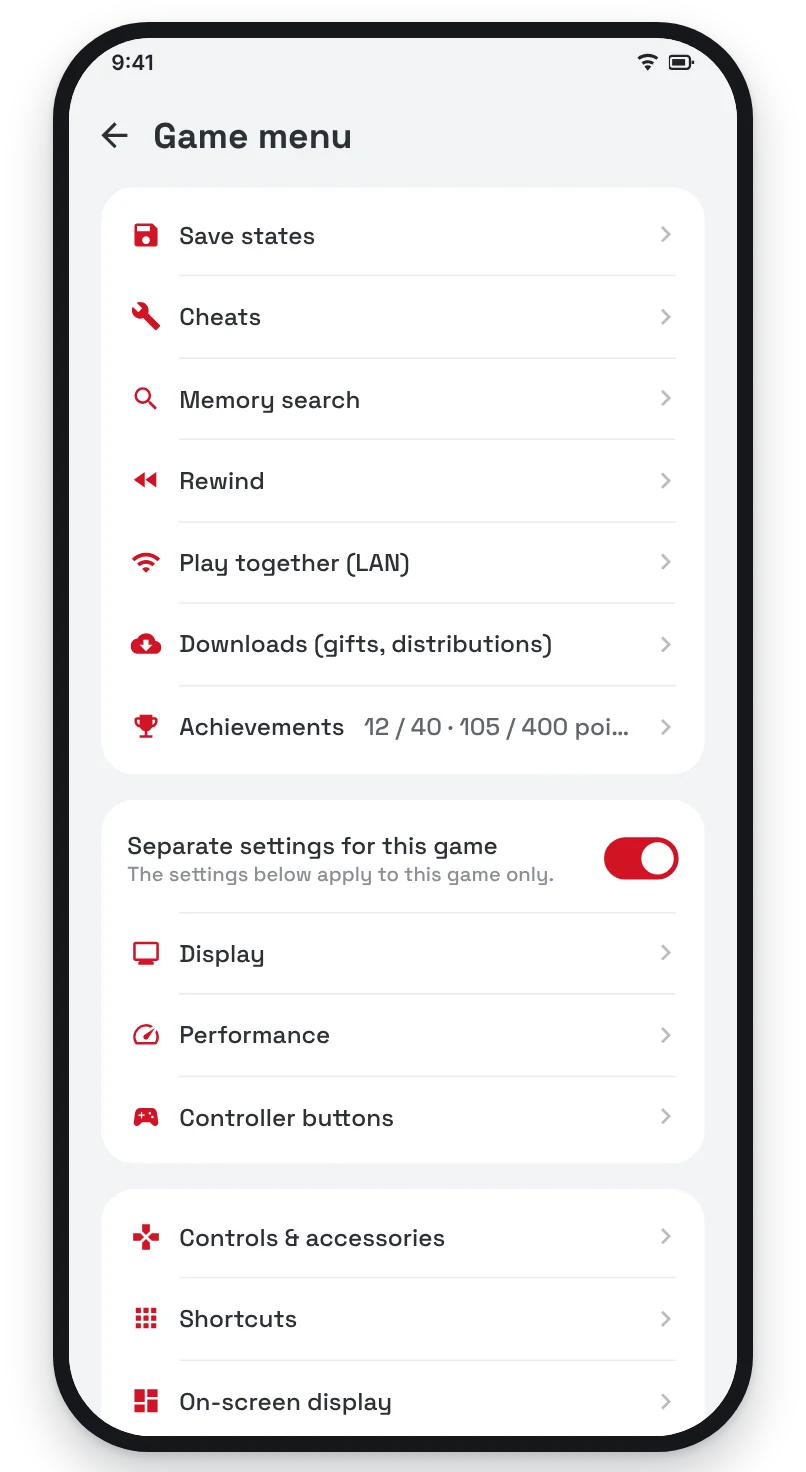 9:41
Game menu
Save states
Cheats
Memory search
Rewind
Play together (LAN)
Downloads (gifts, distributions)
Achievements 12 / 40 · 105 / 400 poi...
Separate settings for this game
The settings below apply to this game only.
Display
Performance
Controller buttons
Controls & accessories
Shortcuts
On-screen display